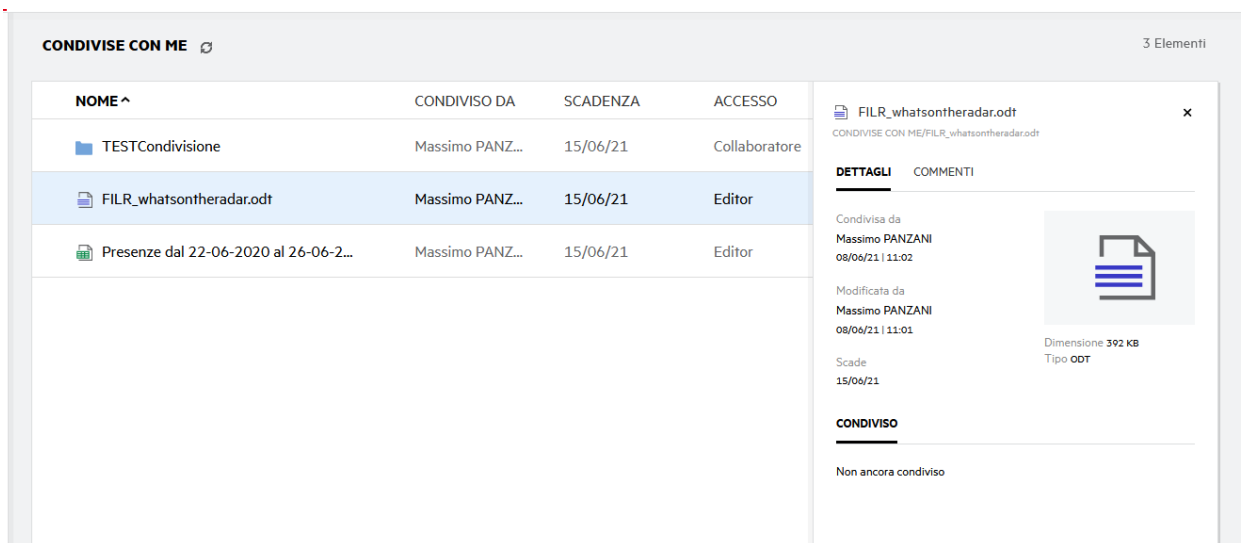 CONDIVISE CON ME
3 Elementi
NOME CONDIVISO DA SCADENZA ACCESSO
TESTCondivisione Massimo PANZ... 15/06/21 Collaboratore
FILR_whatsontheradar.odt Massimo PANZ... 15/06/21 Editor
Presenze dal 22-06-2020 al 26-06-2... Massimo PANZ... 15/06/21 Editor
FILR_whatsontheradar.odt
CONDIVISE CON ME/FILR_whatsontheradar.odt
DETTAGLI COMMENTI
Condivisa da
Massimo PANZANI
08/06/21 | 11:02
Modificata da
Massimo PANZANI
08/06/21 | 11:01
Scade
15/06/21
Dimensione 392 KB
Tipo ODT
CONDIVISO
Non ancora condiviso